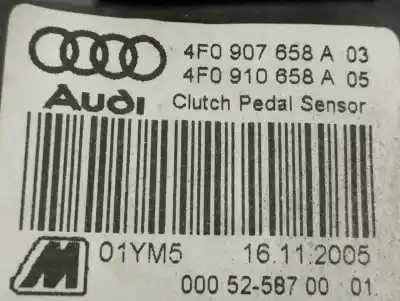 4F0 907 658 A 03
4F0 910 658 A 05
Audi Clutch Pedal Sensor
01YM5 16.11.2005
M 000 52-587 00 01